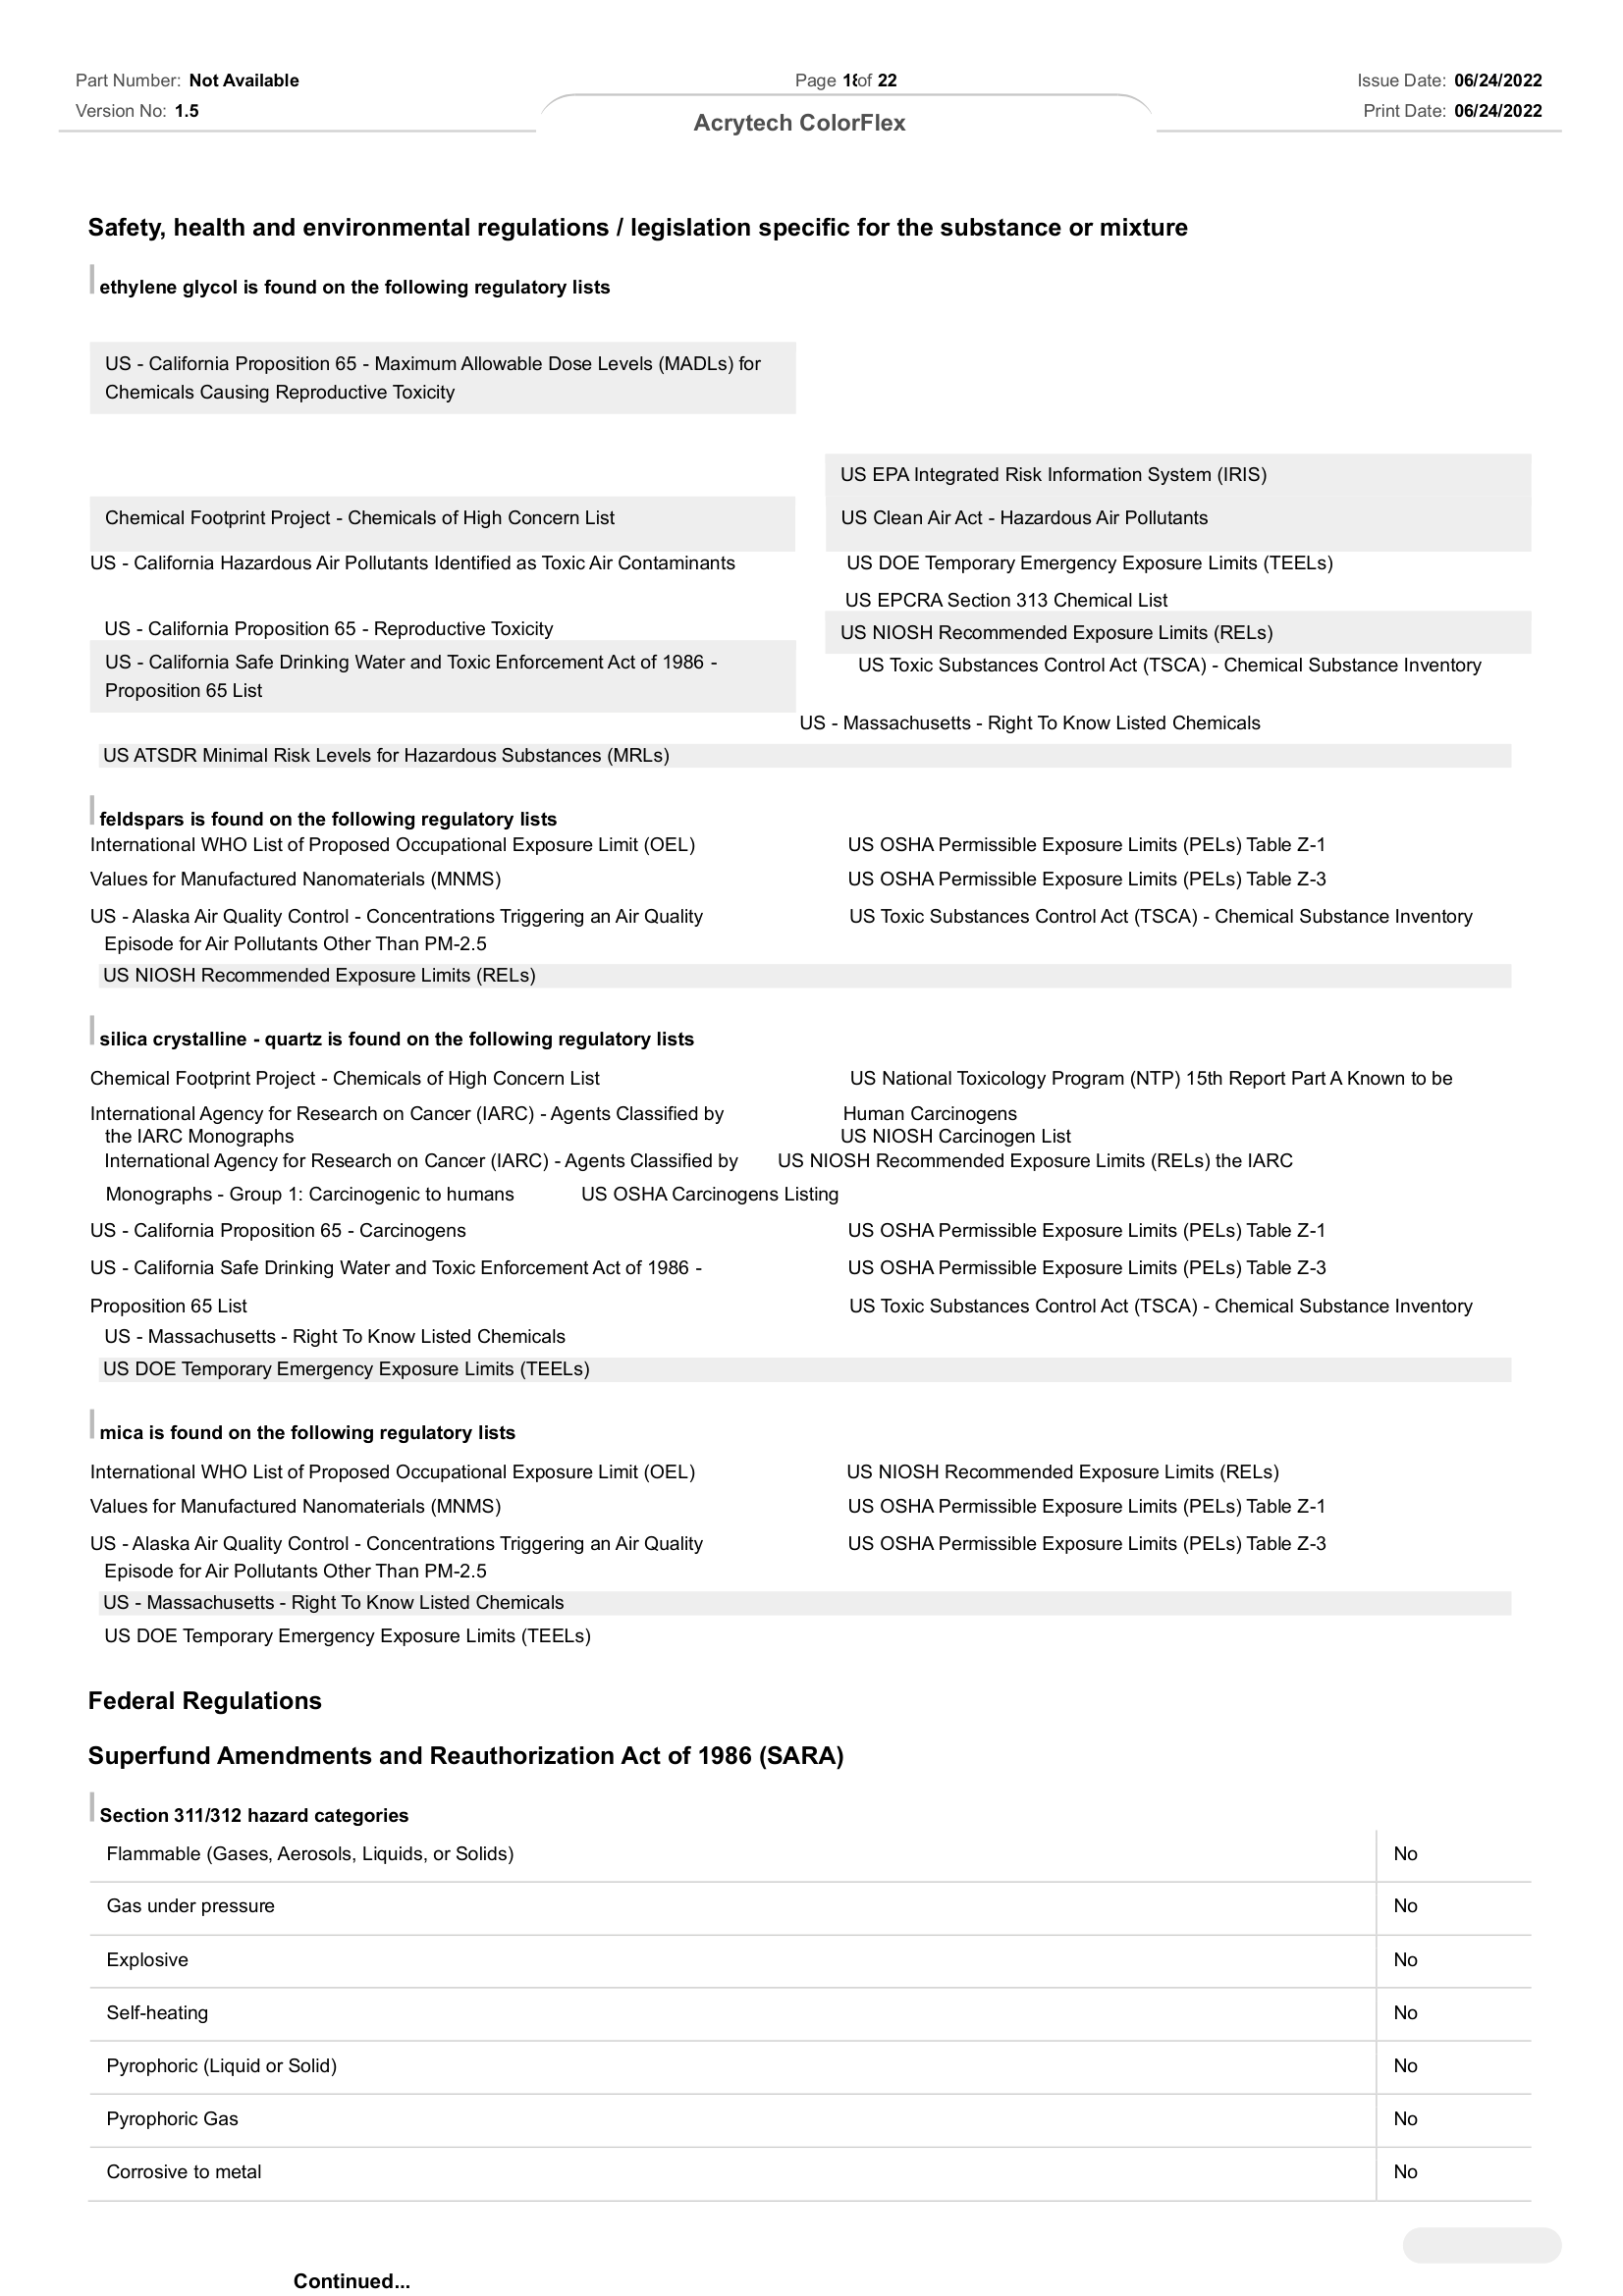 Part Number: Not Available
Version No: 1.5
Page 18 of 22
Acrytech ColorFlex
Issue Date: 06/24/2022
Print Date: 06/24/2022
Safety, health and environmental regulations / legislation specific for the substance or mixture
ethylene glycol is found on the following regulatory lists
US - California Proposition 65 - Maximum Allowable Dose Levels (MADLs) for
Chemicals Causing Reproductive Toxicity
US EPA Integrated Risk Information System (IRIS)
Chemical Footprint Project - Chemicals of High Concern List
US Clean Air Act - Hazardous Air Pollutants
US - California Hazardous Air Pollutants Identified as Toxic Air Contaminants
US DOE Temporary Emergency Exposure Limits (TEELs)
US EPCRA Section 313 Chemical List
US - California Proposition 65 - Reproductive Toxicity
US NIOSH Recommended Exposure Limits (RELs)
US - California Safe Drinking Water and Toxic Enforcement Act of 1986 -
Proposition 65 List
US Toxic Substances Control Act (TSCA) - Chemical Substance Inventory
US - Massachusetts - Right To Know Listed Chemicals
US ATSDR Minimal Risk Levels for Hazardous Substances (MRLs)
feldspars is found on the following regulatory lists
International WHO List of Proposed Occupational Exposure Limit (OEL)
US OSHA Permissible Exposure Limits (PELs) Table Z-1
Values for Manufactured Nanomaterials (MNMS)
US OSHA Permissible Exposure Limits (PELs) Table Z-3
US - Alaska Air Quality Control - Concentrations Triggering an Air Quality
US Toxic Substances Control Act (TSCA) - Chemical Substance Inventory
Episode for Air Pollutants Other Than PM-2.5
US NIOSH Recommended Exposure Limits (RELs)
silica crystalline - quartz is found on the following regulatory lists
Chemical Footprint Project - Chemicals of High Concern List
US National Toxicology Program (NTP) 15th Report Part A Known to be
International Agency for Research on Cancer (IARC) - Agents Classified by
Human Carcinogens
the IARC Monographs
US NIOSH Carcinogen List
International Agency for Research on Cancer (IARC) - Agents Classified by
US NIOSH Recommended Exposure Limits (RELs) the IARC
Monographs - Group 1: Carcinogenic to humans
US OSHA Carcinogens Listing
US - California Proposition 65 - Carcinogens
US OSHA Permissible Exposure Limits (PELs) Table Z-1
US - California Safe Drinking Water and Toxic Enforcement Act of 1986 -
US OSHA Permissible Exposure Limits (PELs) Table Z-3
Proposition 65 List
US Toxic Substances Control Act (TSCA) - Chemical Substance Inventory
US - Massachusetts - Right To Know Listed Chemicals
US DOE Temporary Emergency Exposure Limits (TEELs)
mica is found on the following regulatory lists
International WHO List of Proposed Occupational Exposure Limit (OEL)
US NIOSH Recommended Exposure Limits (RELs)
Values for Manufactured Nanomaterials (MNMS)
US OSHA Permissible Exposure Limits (PELs) Table Z-1
US - Alaska Air Quality Control - Concentrations Triggering an Air Quality
US OSHA Permissible Exposure Limits (PELs) Table Z-3
Episode for Air Pollutants Other Than PM-2.5
US - Massachusetts - Right To Know Listed Chemicals
US DOE Temporary Emergency Exposure Limits (TEELs)
Federal Regulations
Superfund Amendments and Reauthorization Act of 1986 (SARA)
Section 311/312 hazard categories
Flammable (Gases, Aerosols, Liquids, or Solids) No
Gas under pressure No
Explosive No
Self-heating No
Pyrophoric (Liquid or Solid) No
Pyrophoric Gas No
Corrosive to metal No
Continued...